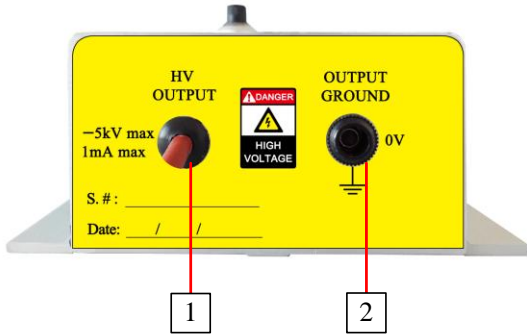 HV
OUTPUT
OUTPUT
GROUND
DANGER
HIGH
VOLTAGE
−5kV max
1mA max
0V
S. # :
Date: / /
1
2